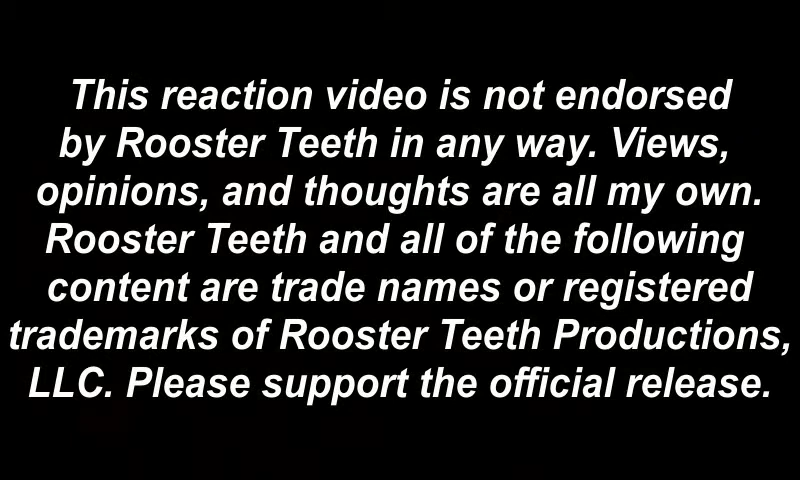 This reaction video is not endorsed
by Rooster Teeth in any way. Views,
opinions, and thoughts are all my own.
Rooster Teeth and all of the following
content are trade names or registered
trademarks of Rooster Teeth Productions,
LLC. Please support the official release.